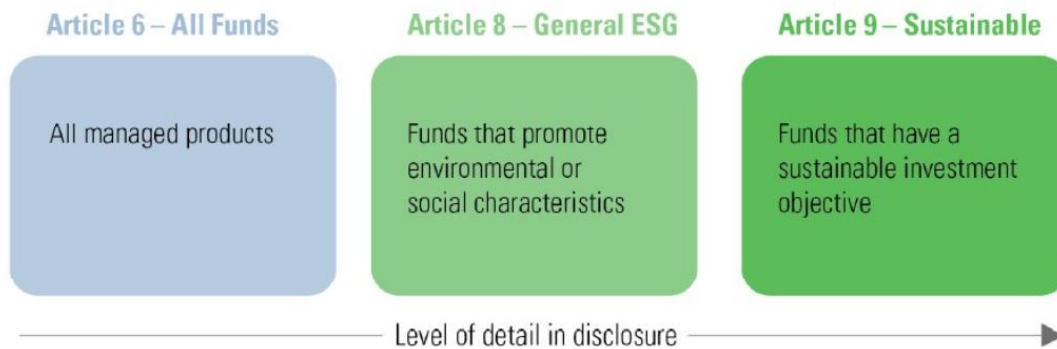 Article 6 – All Funds
All managed products
Article 8 – General ESG
Funds that promote
environmental or
social characteristics
Article 9 – Sustainable
Funds that have a
sustainable investment
objective
Level of detail in disclosure